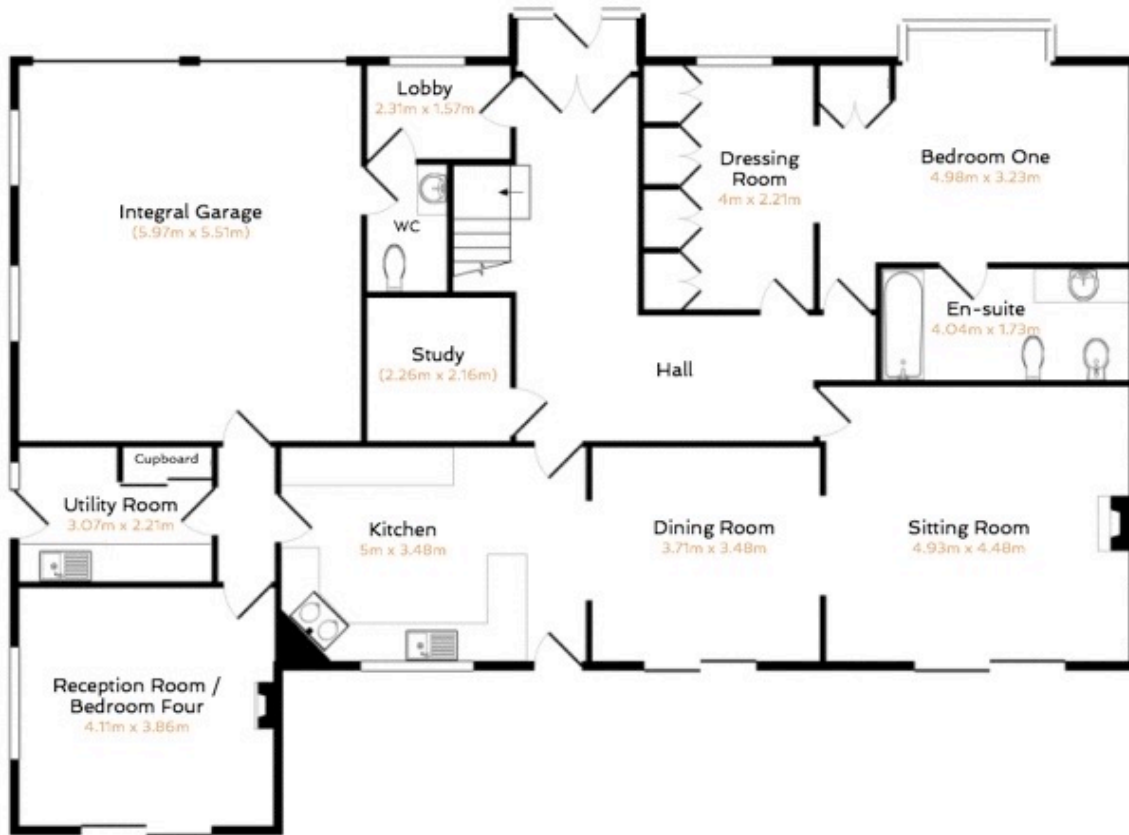 Lobby
2.31m x 1.57m
Integral Garage
(5.97m x 5.51m)
WC
Dressing
Room
4m x 2.21m
Bedroom One
4.98m x 3.23m
En-suite
4.04m x 1.73m
Study
(2.26m x 2.16m)
Hall
Cupboard
Utility Room
3.07m x 2.21m
Kitchen
5m x 3.48m
Dining Room
3.71m x 3.48m
Sitting Room
4.93m x 4.48m
Reception Room /
Bedroom Four
4.11m x 3.86m